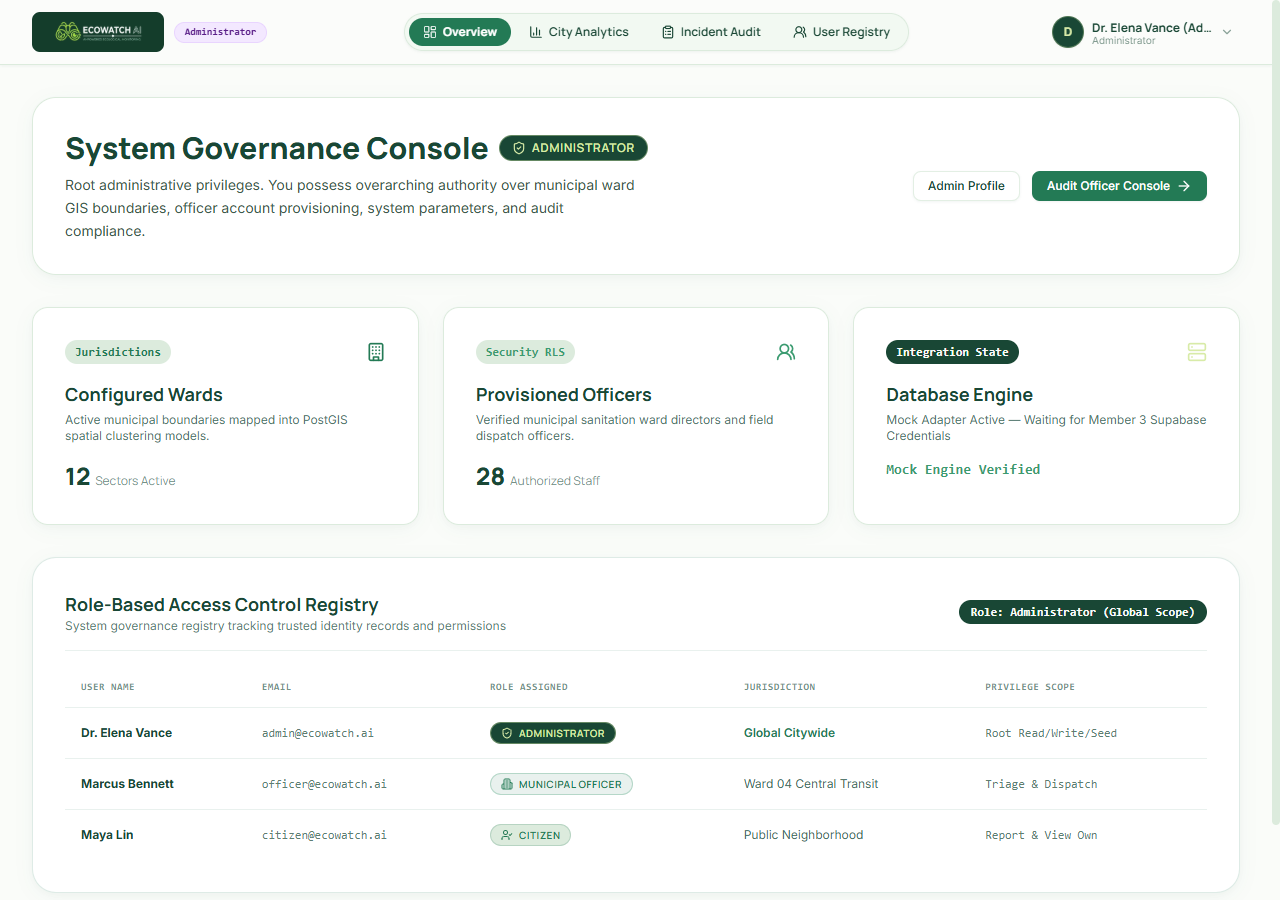 ECOWATCH AI
Administrator
Overview
City Analytics
Incident Audit
User Registry
D
Dr. Elena Vance (Ad...
Administrator
System Governance Console
ADMINISTRATOR
Root administrative privileges. You possess overarching authority over municipal ward
GIS boundaries, officer account provisioning, system parameters, and audit
compliance.
Admin Profile
Audit Officer Console
Jurisdictions
Configured Wards
Active municipal boundaries mapped into PostGIS
spatial clustering models.
12 Sectors Active
Security RLS
Provisioned Officers
Verified municipal sanitation ward directors and field
dispatch officers.
28 Authorized Staff
Integration State
Database Engine
Mock Adapter Active — Waiting for Member 3 Supabase
Credentials
Mock Engine Verified
Role-Based Access Control Registry
System governance registry tracking trusted identity records and permissions
Role: Administrator (Global Scope)
USER NAME EMAIL ROLE ASSIGNED JURISDICTION PRIVILEGE SCOPE
Dr. Elena Vance admin@ecowatch.ai ADMINISTRATOR Global Citywide Root Read/Write/Seed
Marcus Bennett officer@ecowatch.ai MUNICIPAL OFFICER Ward 04 Central Transit Triage & Dispatch
Maya Lin citizen@ecowatch.ai CITIZEN Public Neighborhood Report & View Own